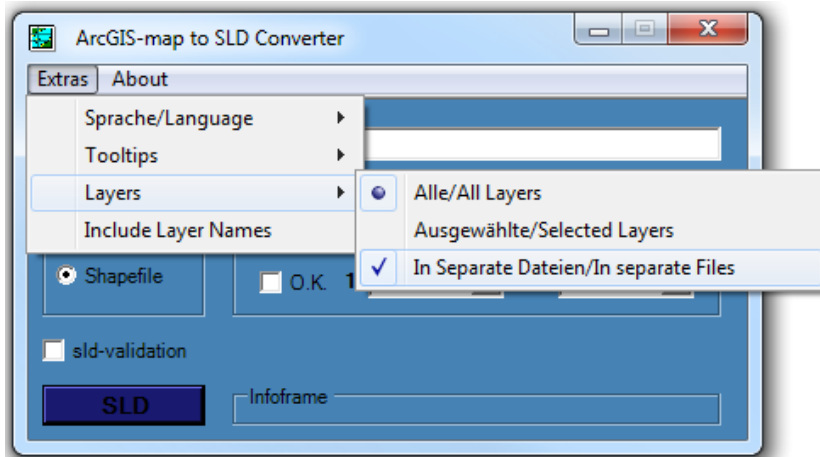 ArcGIS-map to SLD Converter
Extras About
Sprache/Language
Tooltips
Layers
Include Layer Names
Alle/All Layers
Ausgewählte/Selected Layers
In Separate Dateien/In separate Files
Shapefile
O.K. 1
sld-validation
SLD
Infoframe